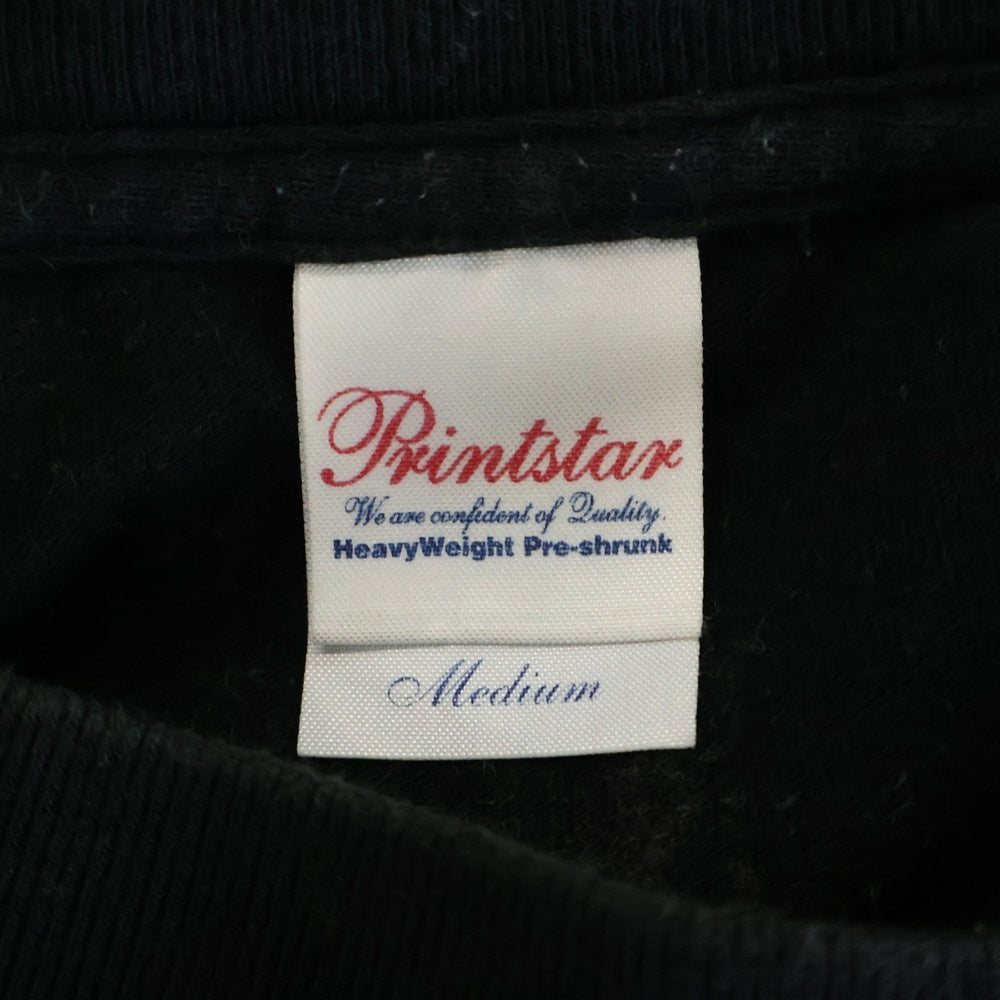 Printstar
We are confident of Quality.
HeavyWeight Pre-shrunk
Medium